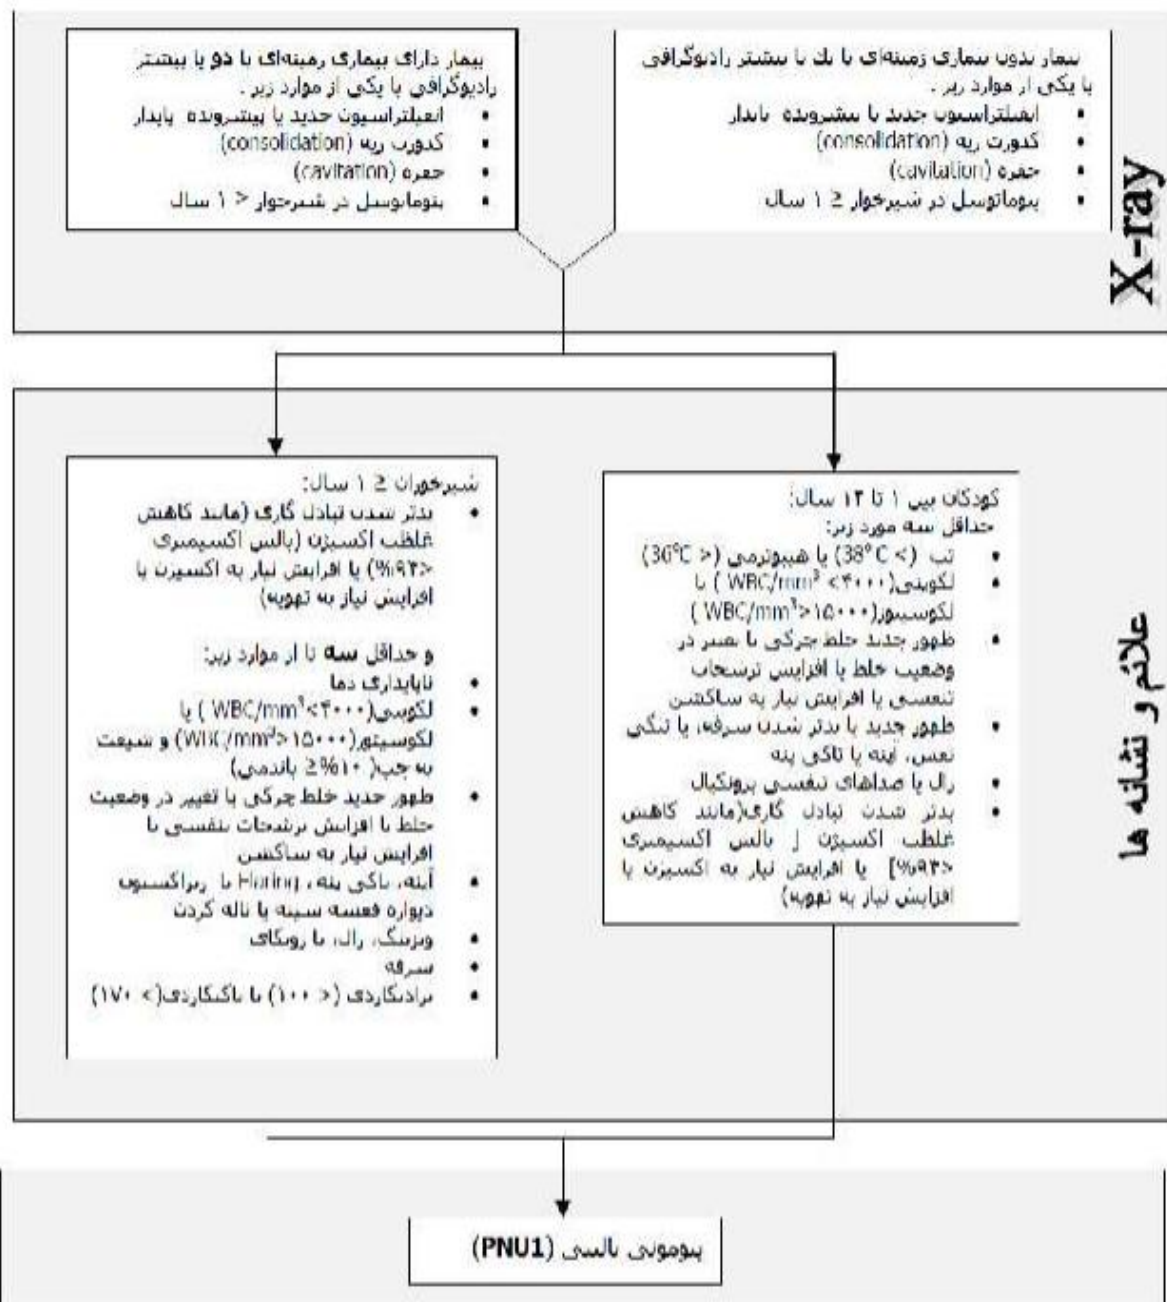 بیمار بدون بیماری زمینه‌ای با یك یا بیشتر رادیوگرافی
با یکی از موارد زیر .
• انفیلتراسیون جدید یا پیشرونده پایدار
• کدورت ریه (consolidation)
• حفره (cavitation)
• پنوماتوسل در شیرخوار ≤ ۱ سال
بیمار دارای بیماری زمینه‌ای با دو یا بیشتر
رادیوگرافی با یکی از موارد زیر .
• انفیلتراسیون جدید یا پیشرونده پایدار
• کدورت ریه (consolidation)
• حفره (cavitation)
• پنوماتوسل در شیرخوار < ۱ سال
X-ray
کودکان بین ۱ تا ۱۲ سال:
حداقل سه مورد زیر:
• تب (> 38°C) یا هیپوترمی (< 36°C)
• لکوپنی(۴۰۰۰> WBC/mm³ ) یا
لکوسیتوز(۱۵۰۰۰<WBC/mm³ )
• ظهور جدید خلط چرکی یا تغییر در
وضعیت خلط یا افزایش ترشحات
تنفسی یا افزایش نیاز به ساکشن
• ظهور جدید یا بدتر شدن سرفه، یا تنگی
نفس، آپنه یا تاکی پنه
• رال یا صداهای تنفسی برونکیال
• بدتر شدن تبادل گازی(مانند کاهش
غلظت اکسیژن [ پالس اکسیمتری
<۹۴%] یا افزایش نیاز به اکسیژن یا
افزایش نیاز به تهویه)
شیرخوران ≤ ۱ سال:
• بدتر شدن تبادل گازی (مانند کاهش
غلظت اکسیژن (پالس اکسیمتری
<۹۴%) یا افزایش نیاز به اکسیژن یا
افزایش نیاز به تهویه)
و حداقل سه تا از موارد زیر:
• ناپایداری دما
• لکوپنی(۴۰۰۰>WBC/mm³ ) یا
لکوسیتوز(۱۵۰۰۰<WBC/mm³) و شیفت
به چپ( ۱۰%≤ باندمی)
• ظهور جدید خلط چرکی یا تغییر در وضعیت
خلط یا افزایش ترشحات تنفسی یا
افزایش نیاز به ساکشن
• آپنه، تاکی پنه، Flaring یا رتراکسیون
دیواره قفسه سینه یا ناله کردن
• ویزینگ، رال، یا رونکای
• سرفه
• برادیکاردی (< ۱۰۰) یا تاکیکاردی(> ۱۷۰)
علائم و نشانه ها
پنومونی بالینی (PNU1)